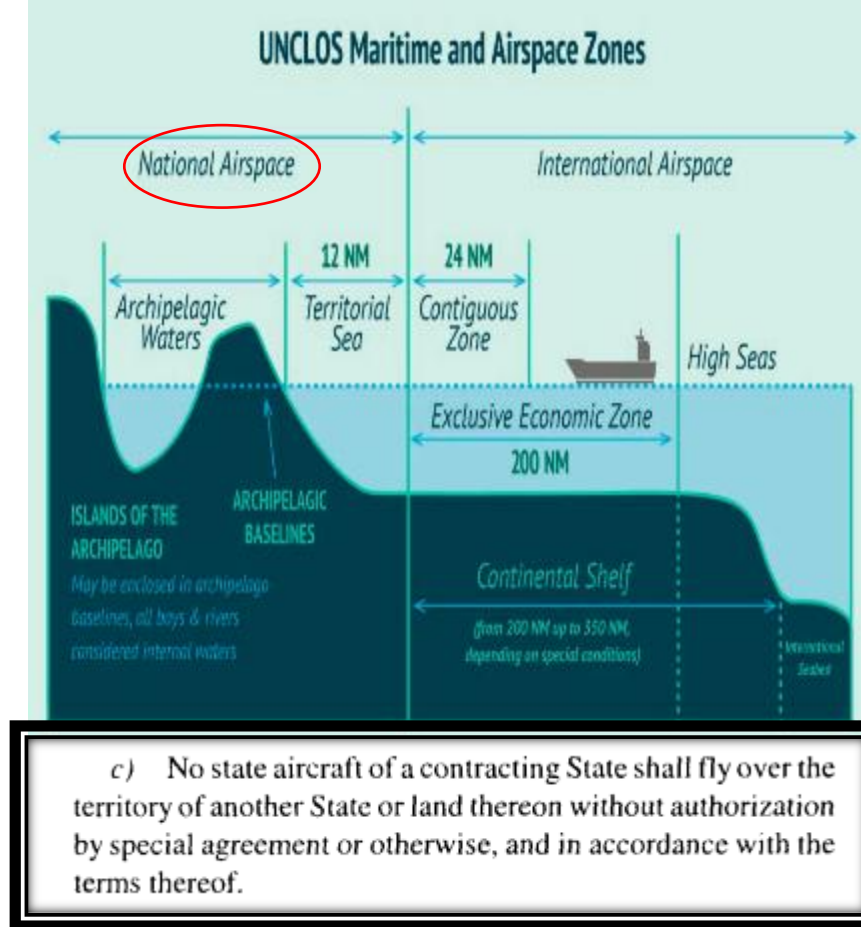 UNCLOS Maritime and Airspace Zones
National Airspace
International Airspace
12 NM
24 NM
Archipelagic
Waters
Territorial
Sea
Contiguous
Zone
High Seas
Exclusive Economic Zone
200 NM
ISLANDS OF THE
ARCHIPELAGO
May be enclosed in archipelago
baselines, all bays & rivers
considered internal waters
ARCHIPELAGIC
BASELINES
Continental Shelf
(from 200 NM up to 350 NM,
depending on special conditions)
International
Seabed
c) No state aircraft of a contracting State shall fly over the
territory of another State or land thereon without authorization
by special agreement or otherwise, and in accordance with the
terms thereof.